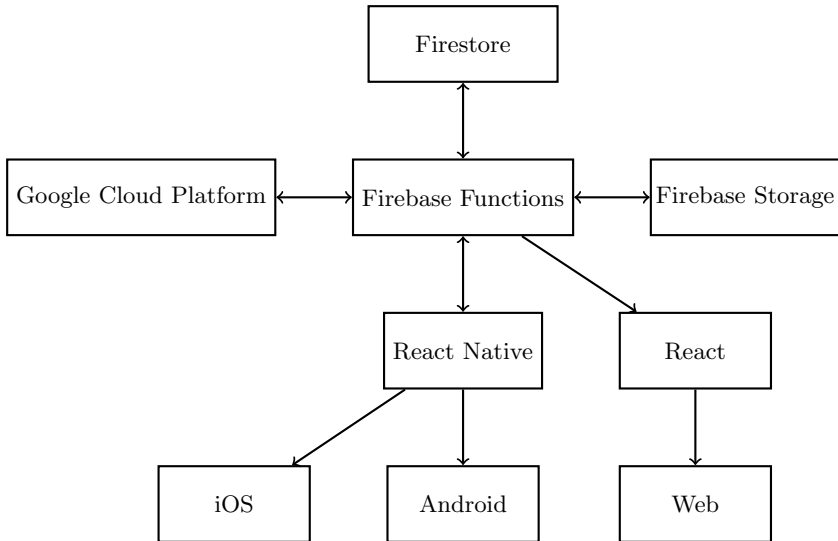 Firestore
Google Cloud Platform
Firebase Functions
Firebase Storage
React Native
React
iOS
Android
Web